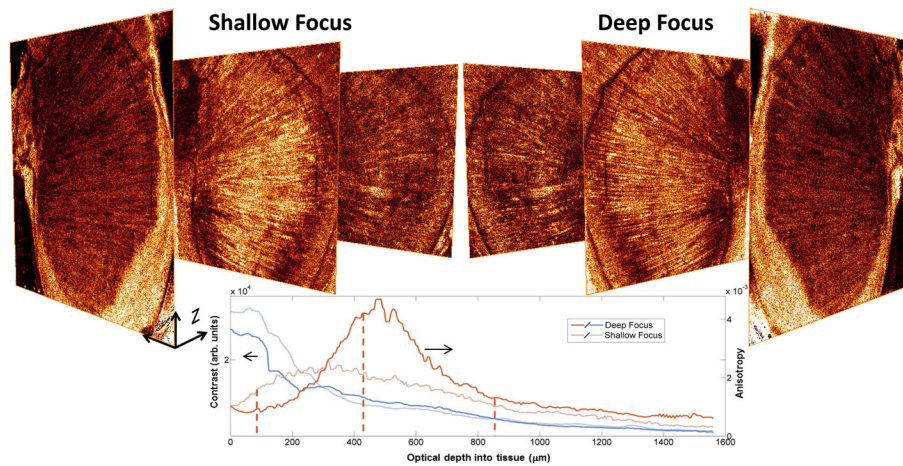 Shallow Focus
Deep Focus
Z
x 10⁴
x 10⁻³
Contrast (arb. units)
2
Deep Focus
Shallow Focus
4
2
0
Anisotropy
0 200 400 600 800 1000 1200 1400 1600
Optical depth into tissue (μm)